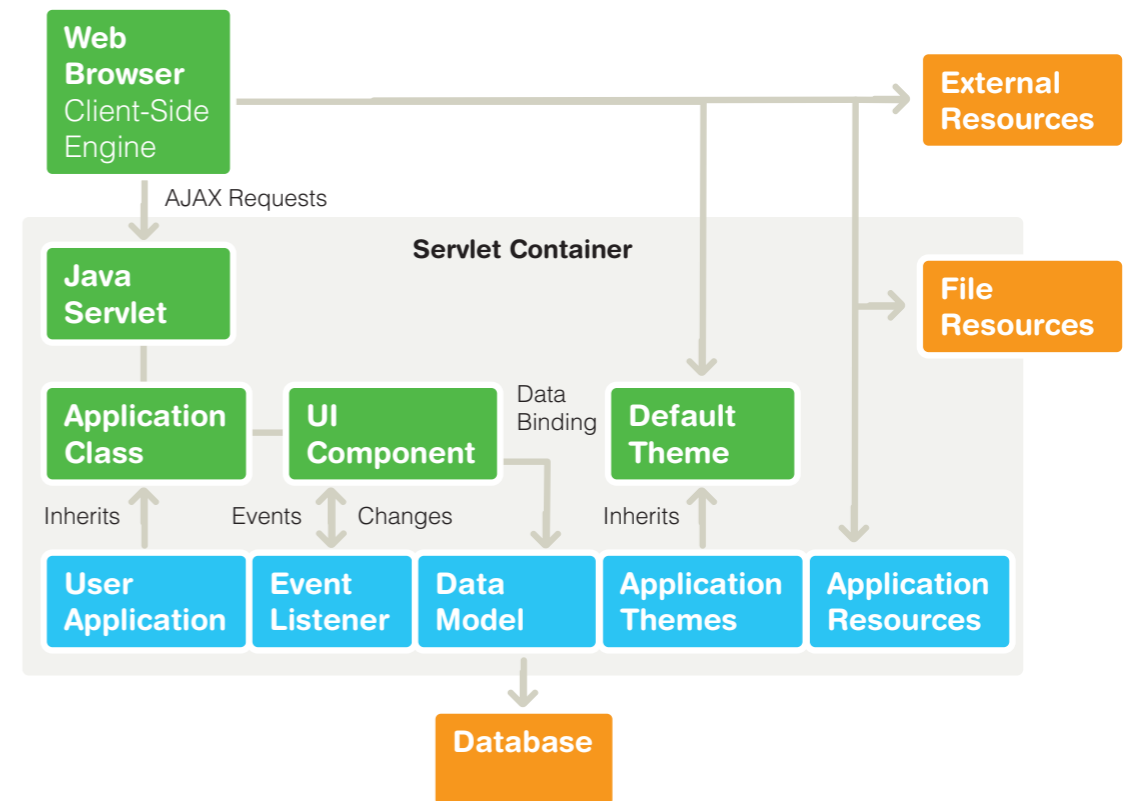 Web
Browser
Client-Side
Engine
External
Resources
AJAX Requests
Servlet Container
Java
Servlet
File
Resources
Application
Class
UI
Component
Data
Binding
Default
Theme
Inherits
Events
Changes
Inherits
User
Application
Event
Listener
Data
Model
Application
Themes
Application
Resources
Database